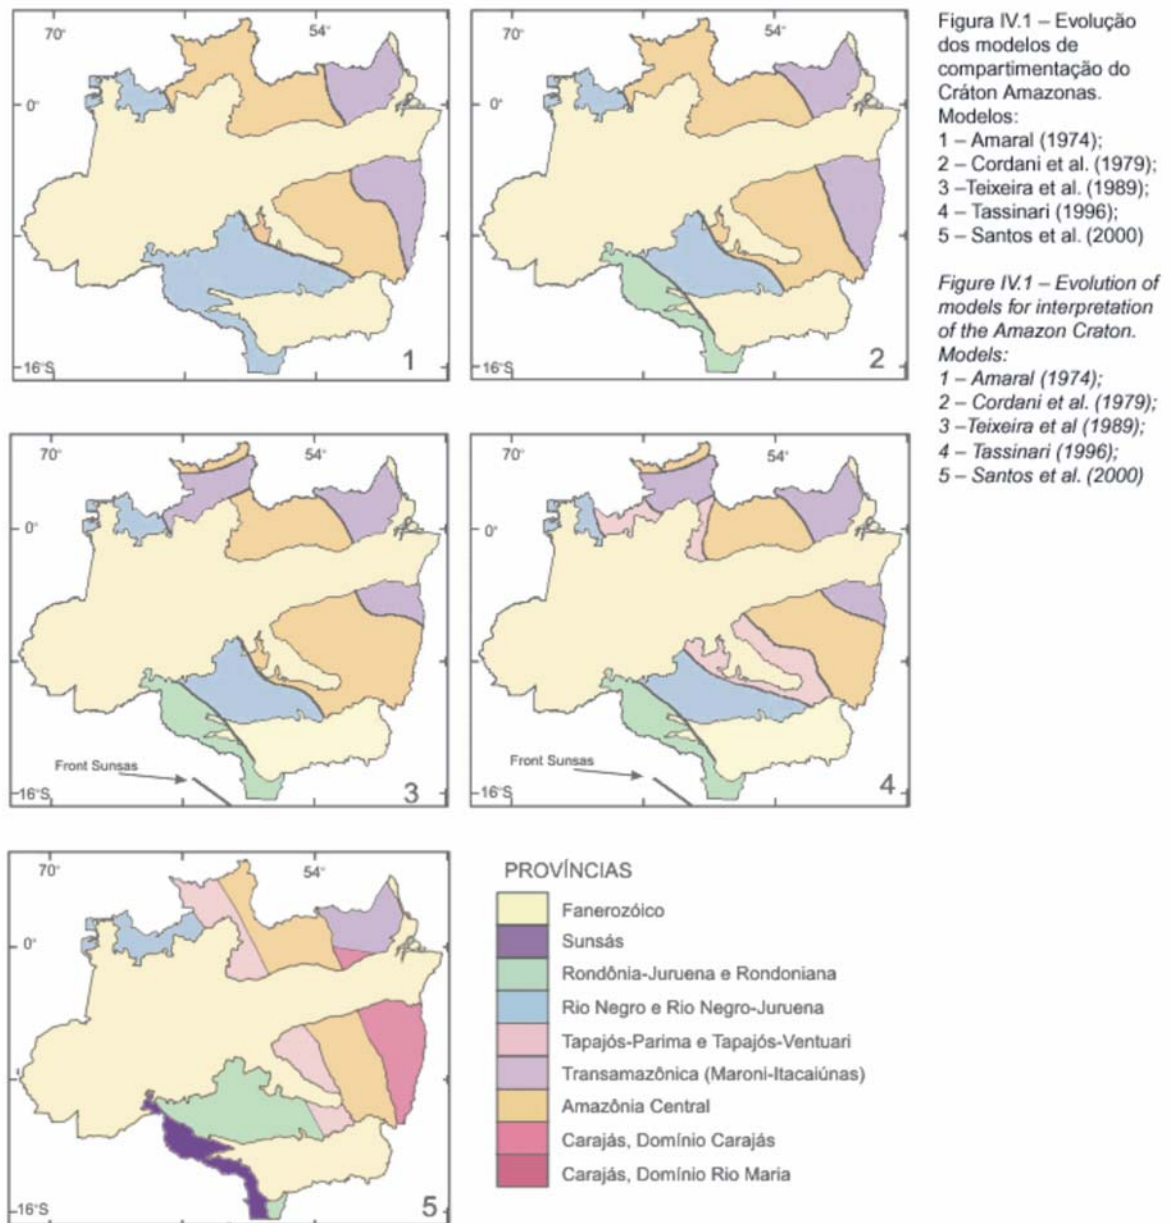 70°
54°
0°
16°S
1
70°
54°
0°
16°S
2
Figura IV.1 – Evolução
dos modelos de
compartimentação do
Cráton Amazonas.
Modelos:
1 – Amaral (1974);
2 – Cordani et al. (1979);
3 –Teixeira et al. (1989);
4 – Tassinari (1996);
5 – Santos et al. (2000)
Figure IV.1 – Evolution of
models for interpretation
of the Amazon Craton.
Models:
1 – Amaral (1974);
2 – Cordani et al. (1979);
3 –Teixeira et al (1989);
4 – Tassinari (1996);
5 – Santos et al. (2000)
70°
54°
0°
Front Sunsas
16°S
3
70°
54°
0°
Front Sunsas
16°S
4
70°
54°
0°
16°S
5
PROVÍNCIAS
Fanerozóico
Sunsás
Rondônia-Juruena e Rondoniana
Rio Negro e Rio Negro-Juruena
Tapajós-Parima e Tapajós-Ventuari
Transamazônica (Maroni-Itacaiúnas)
Amazônia Central
Carajás, Domínio Carajás
Carajás, Domínio Rio Maria